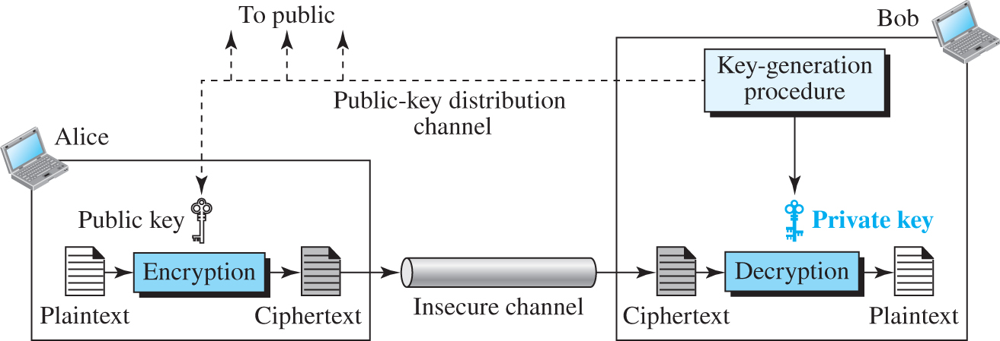 To public
Bob
Key-generation
procedure
Public-key distribution
channel
Alice
Public key
Private key
Encryption
Decryption
Plaintext
Ciphertext
Insecure channel
Ciphertext
Plaintext